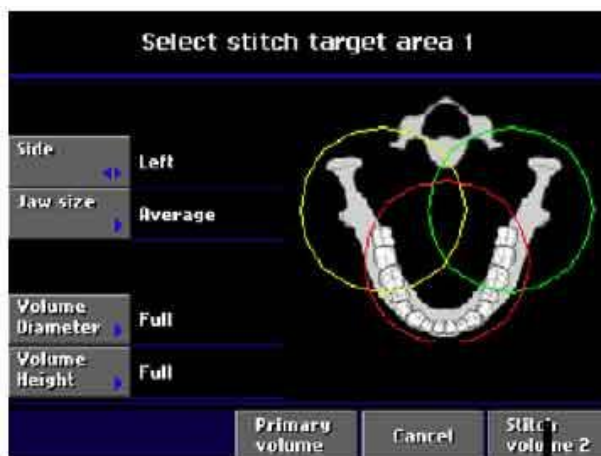 Select stitch target area 1
Side
Left
Jaw size
Average
Volume
Diameter
Full
Volume
Height
Full
Primary
volume
Cancel
Stitch
volume 2